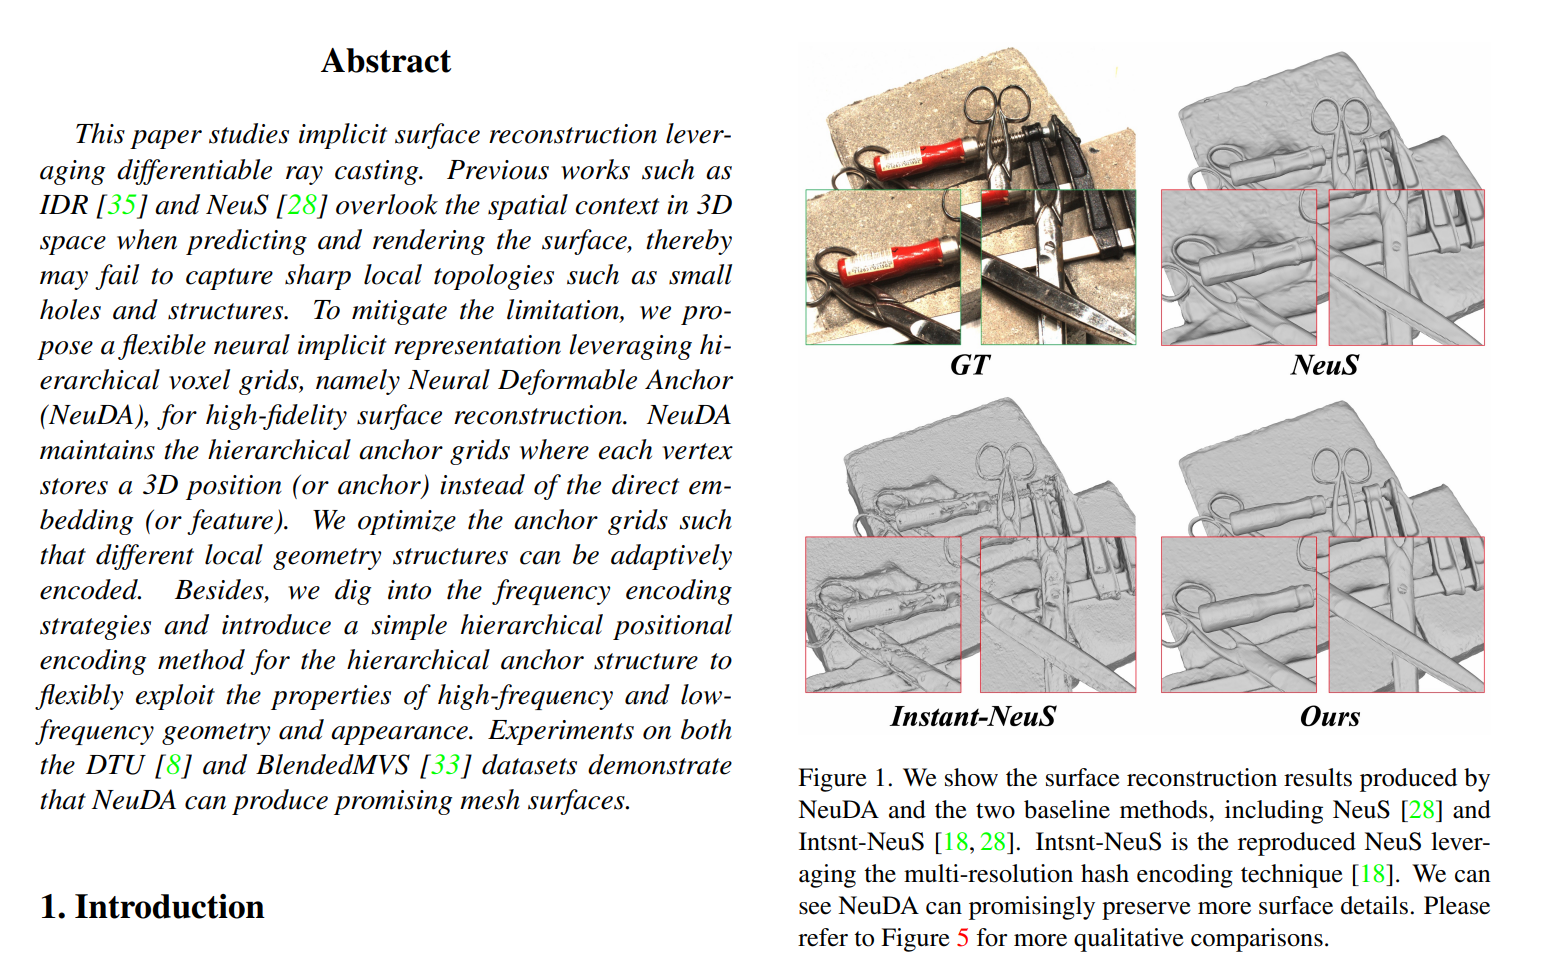 Abstract
This paper studies implicit surface reconstruction lever-
aging differentiable ray casting. Previous works such as
IDR [35] and NeuS [28] overlook the spatial context in 3D
space when predicting and rendering the surface, thereby
may fail to capture sharp local topologies such as small
holes and structures. To mitigate the limitation, we pro-
pose a flexible neural implicit representation leveraging hi-
erarchical voxel grids, namely Neural Deformable Anchor
(NeuDA), for high-fidelity surface reconstruction. NeuDA
maintains the hierarchical anchor grids where each vertex
stores a 3D position (or anchor) instead of the direct em-
bedding (or feature). We optimize the anchor grids such
that different local geometry structures can be adaptively
encoded. Besides, we dig into the frequency encoding
strategies and introduce a simple hierarchical positional
encoding method for the hierarchical anchor structure to
flexibly exploit the properties of high-frequency and low-
frequency geometry and appearance. Experiments on both
the DTU [8] and BlendedMVS [33] datasets demonstrate
that NeuDA can produce promising mesh surfaces.
1. Introduction
GT
NeuS
Instant-NeuS
Ours
Figure 1. We show the surface reconstruction results produced by
NeuDA and the two baseline methods, including NeuS [28] and
Intsnt-NeuS [18, 28]. Intsnt-NeuS is the reproduced NeuS lever-
aging the multi-resolution hash encoding technique [18]. We can
see NeuDA can promisingly preserve more surface details. Please
refer to Figure 5 for more qualitative comparisons.